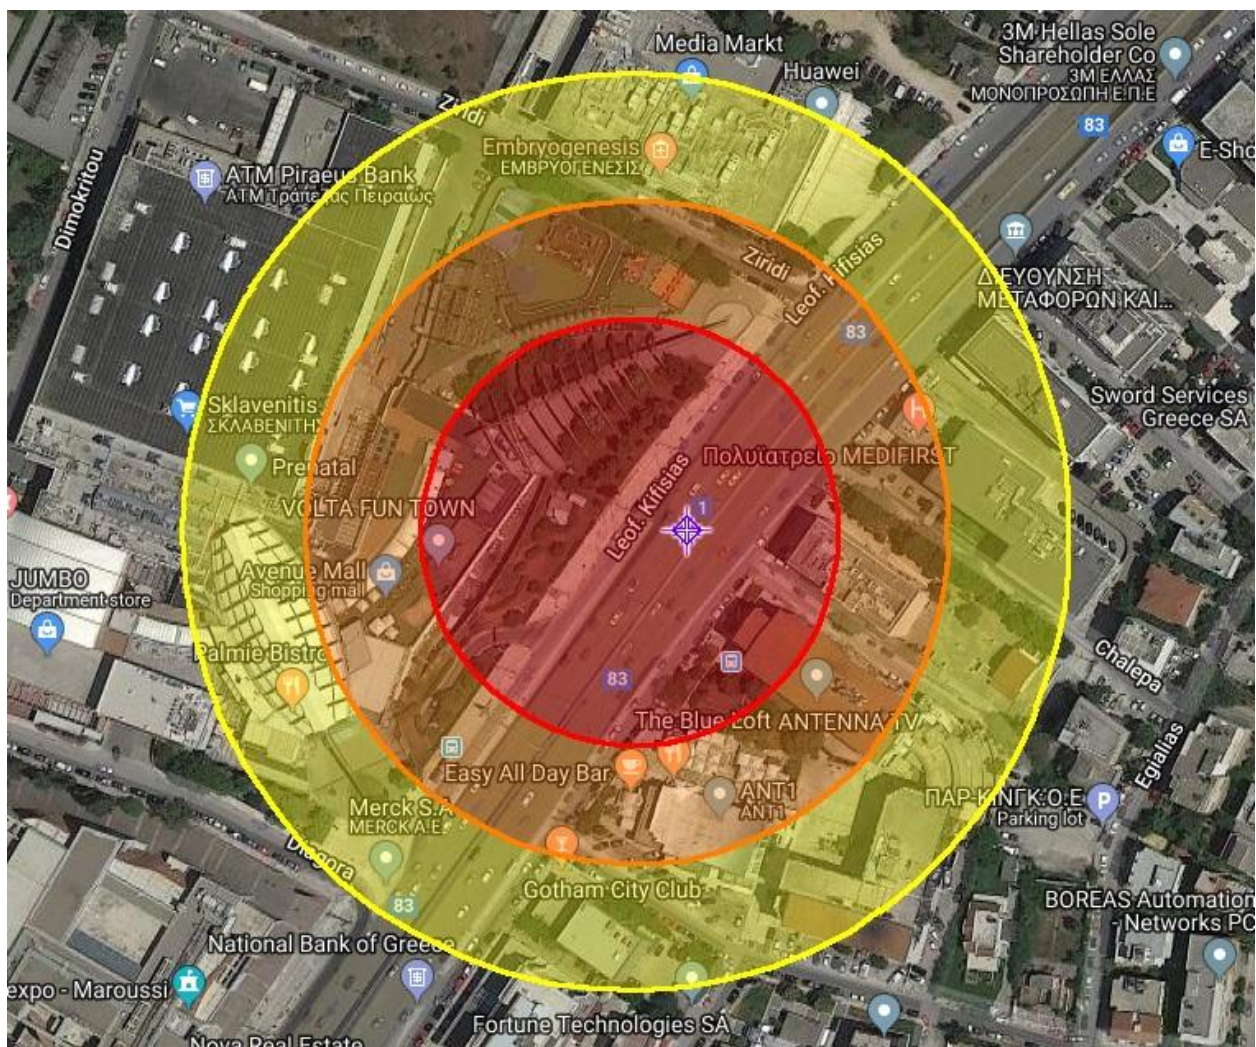 Media Markt
3M Hellas Sole
Shareholder Co
3M ΕΛΛΑΣ
ΜΟΝΟΠΡΟΣΩΠΗ Ε.Π.Ε
Huawei
83
Ziridi
Embryogenesis
ΕΜΒΡΥΟΓΕΝΕΣΙΣ
E-Sho
Dimokritou
ATM Piraeus Bank
ATM Τράπεζας Πειραιώς
Ziridi
Leof. Kifisias
ΔΙΕΥΘΥΝΣΗ
ΜΕΤΑΦΟΡΩΝ ΚΑΙ...
83
Sklavenitis
ΣΚΛΑΒΕΝΙΤΗΣ
Sword Services
Greece SA
Πολυϊατρείο MEDIFIRST
Prenatal
VOLTA FUN TOWN
Leof. Kifisias
1
Avenue Mall
Shopping mall
JUMBO
Department store
Palmie Bistro
Chalepa
83
The Blue Loft
ANTENNA TV
Egialias
Easy All Day Bar
ANT1
ANT1
ΠΑΡ-ΚΙΝΓΚ.Ο.Ε.
Parking lot
P
Merck S.A
MERCK A.E.
Diagora
83
Gotham City Club
BOREAS Automation
- Networks PC
National Bank of Greece
expo - Maroussi
Fortune Technologies SA
Nova Real Estate